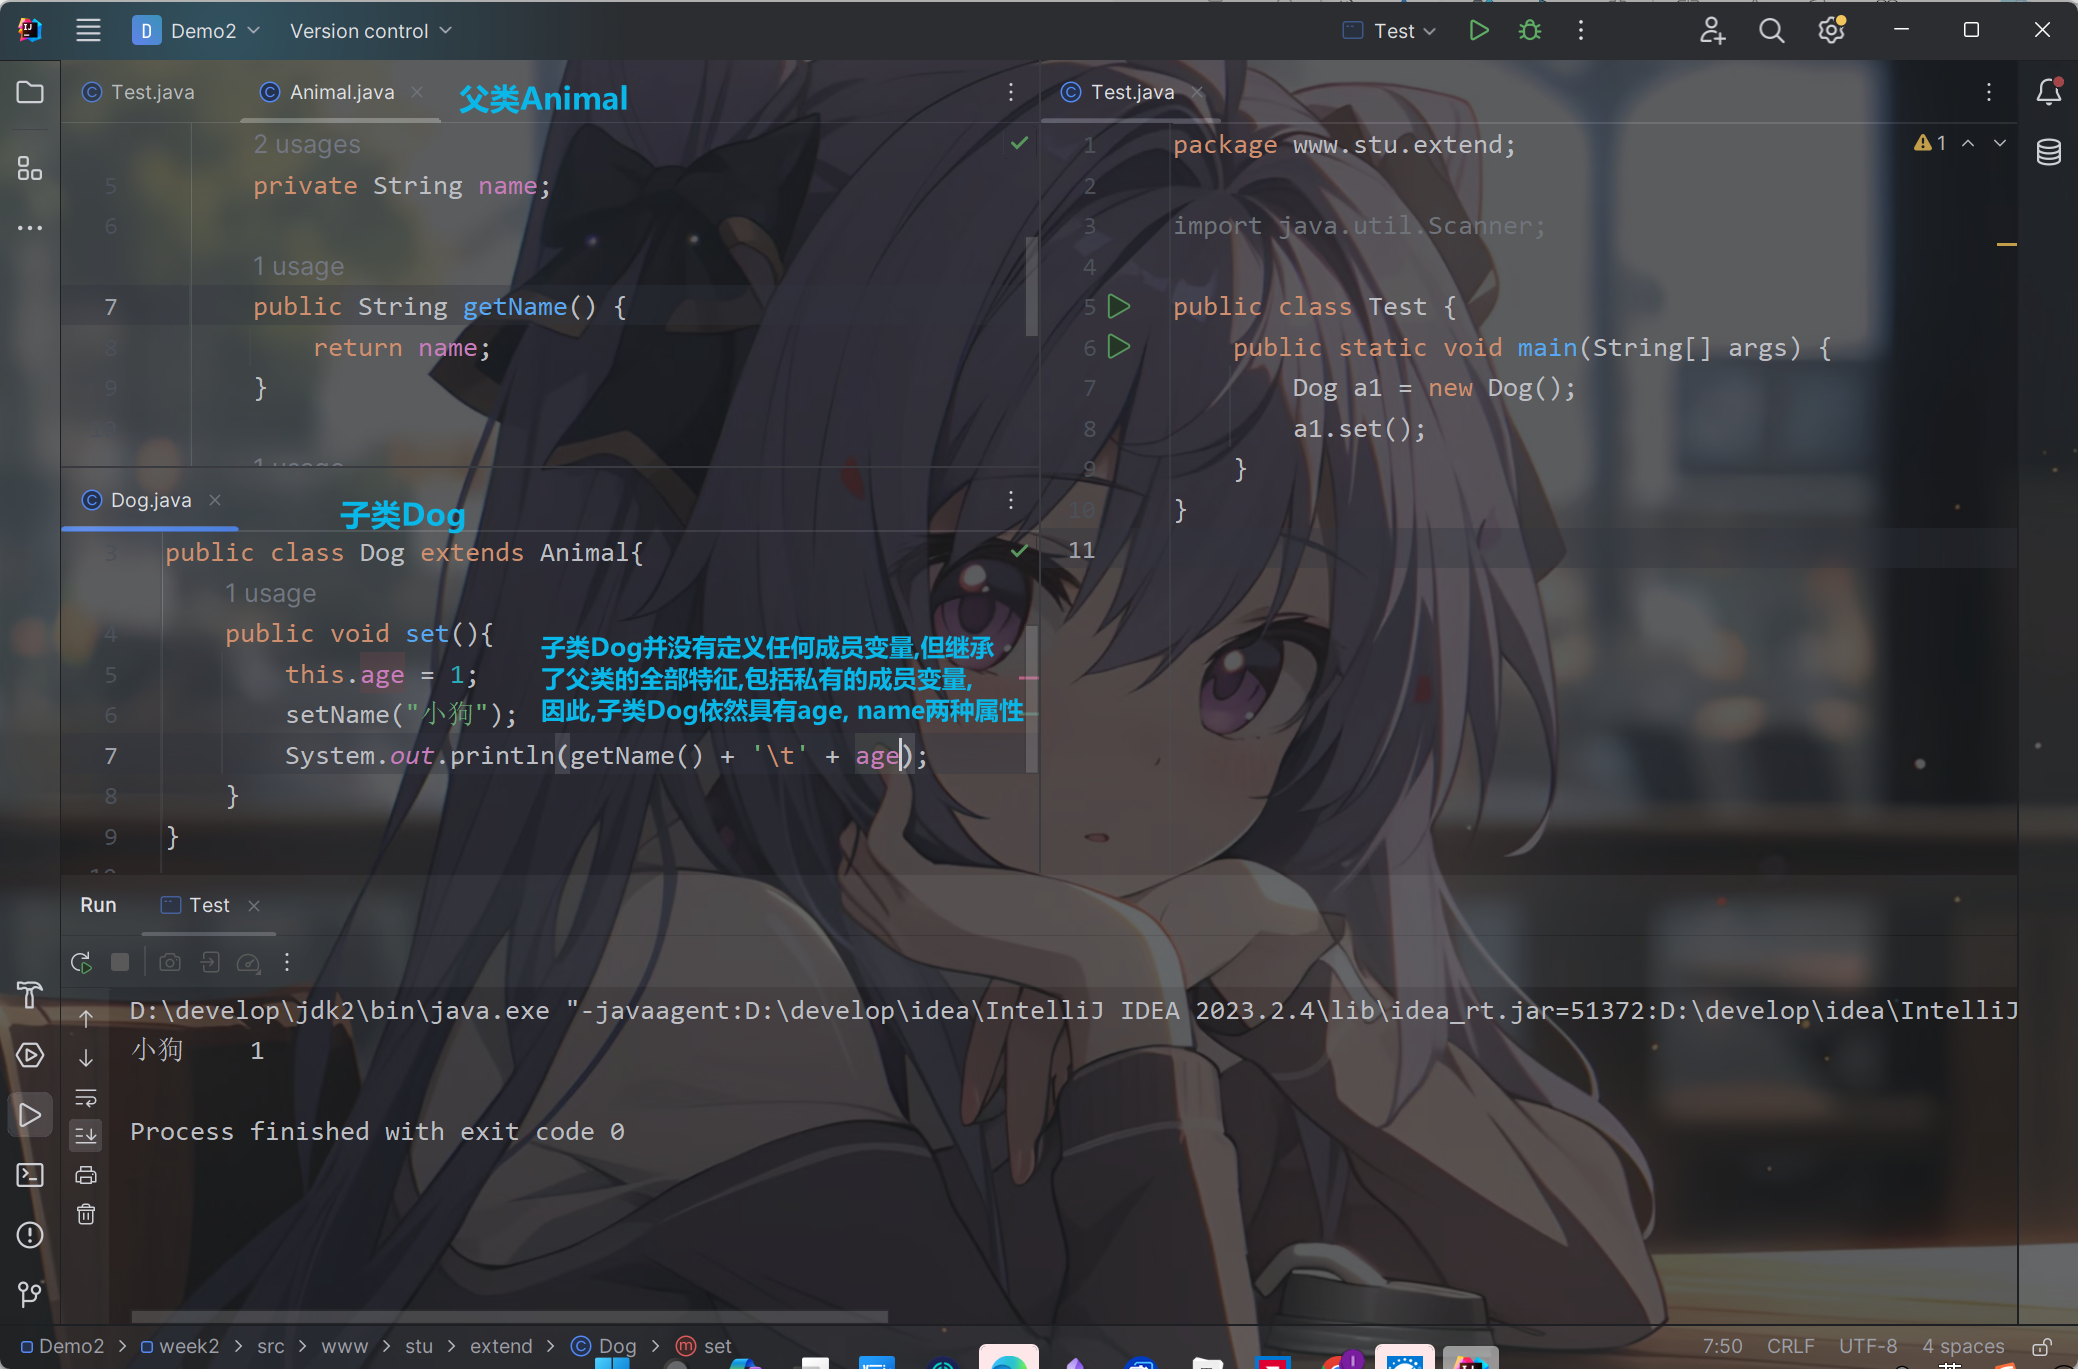 D Demo2 Version control Test
Test.java Animal.java 父类Animal
2 usages
5 private String name;
6
1 usage
7 public String getName() {
8 return name;
9 }
10
1 usage
Test.java
1 package www.stu.extend;
1
2
3 import java.util.Scanner;
4
5 public class Test {
6 public static void main(String[] args) {
7 Dog a1 = new Dog();
8 a1.set();
9 }
10 }
11
Dog.java 子类Dog
3 public class Dog extends Animal{
1 usage
4 public void set(){
5 this.age = 1;
6 setName("小狗");
7 System.out.println(getName() + '\t' + age);
8 }
9 }
10
子类Dog并没有定义任何成员变量,但继承
了父类的全部特征,包括私有的成员变量,
因此,子类Dog依然具有age, name两种属性
Run Test
D:\develop\jdk2\bin\java.exe "-javaagent:D:\develop\idea\IntelliJ IDEA 2023.2.4\lib\idea_rt.jar=51372:D:\develop\idea\IntelliJ
小狗 1
Process finished with exit code 0
Demo2 > week2 > src > www > stu > extend > Dog > set
7:50 CRLF UTF-8 4 spaces